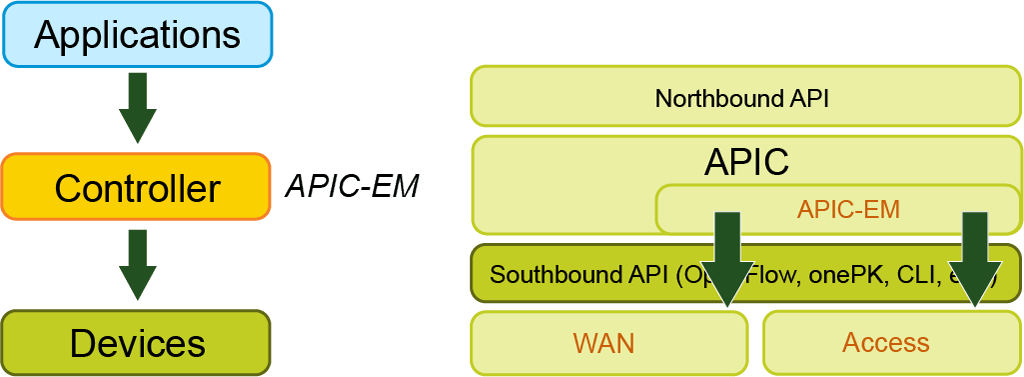 Applications
Controller
APIC-EM
Devices
Northbound API
APIC
APIC-EM
Southbound API (Op Flow, onePK, CLI, e )
WAN
Access